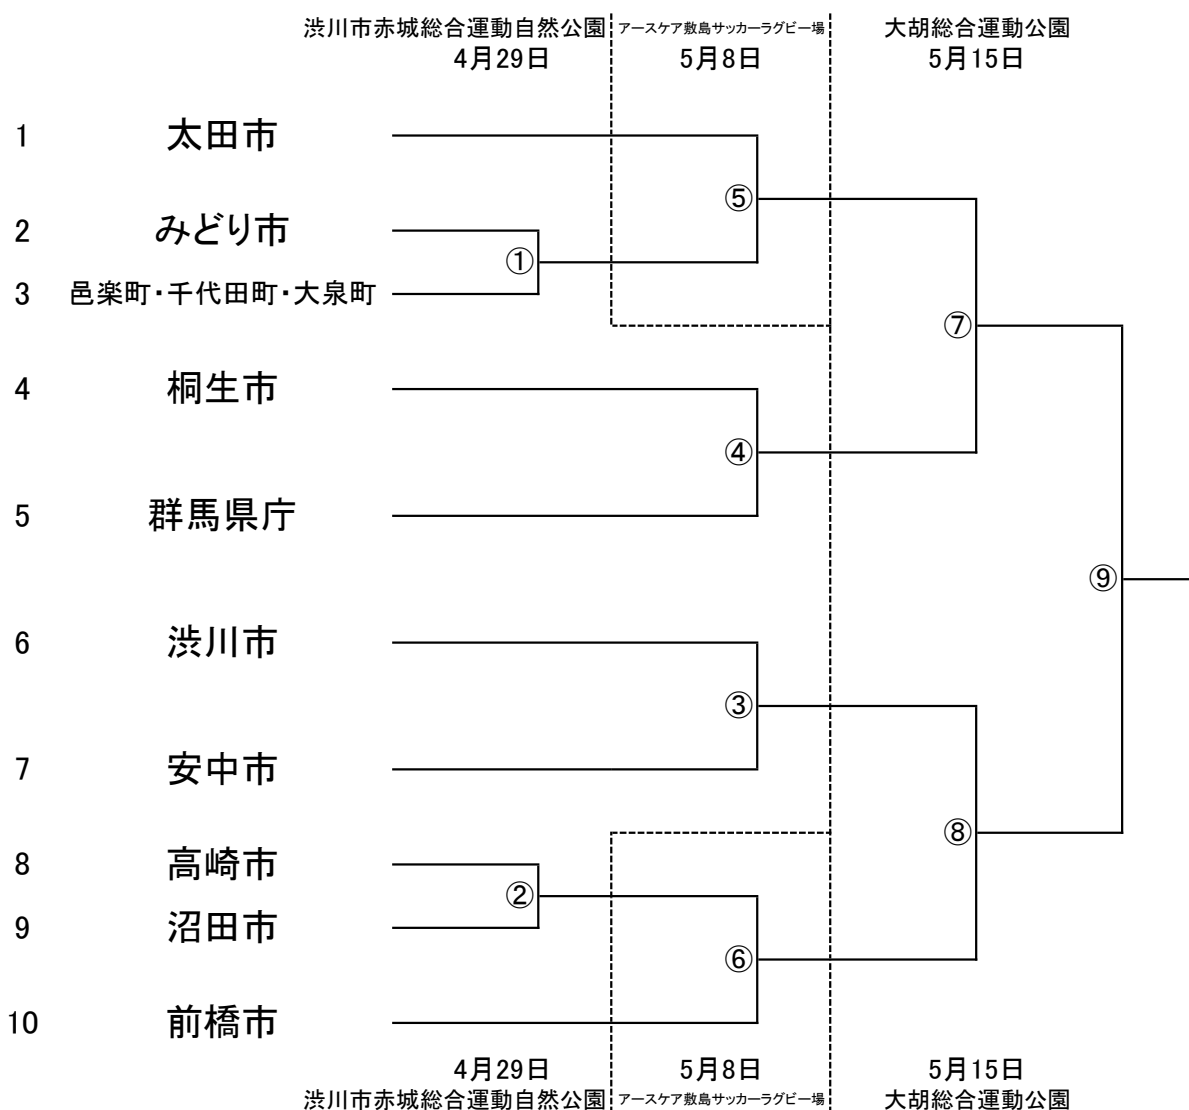 渋川市赤城総合運動自然公園 アースケア敷島サッカーラグビー場 大胡総合運動公園
4月29日 5月8日 5月15日
1 太田市
⑤
2 みどり市
①
3 邑楽町・千代田町・大泉町
⑦
4 桐生市
④
5 群馬県庁
⑨
6 渋川市
③
7 安中市
⑧
8 高崎市
②
9 沼田市
⑥
10 前橋市
4月29日 5月8日 5月15日
渋川市赤城総合運動自然公園 アースケア敷島サッカーラグビー場 大胡総合運動公園